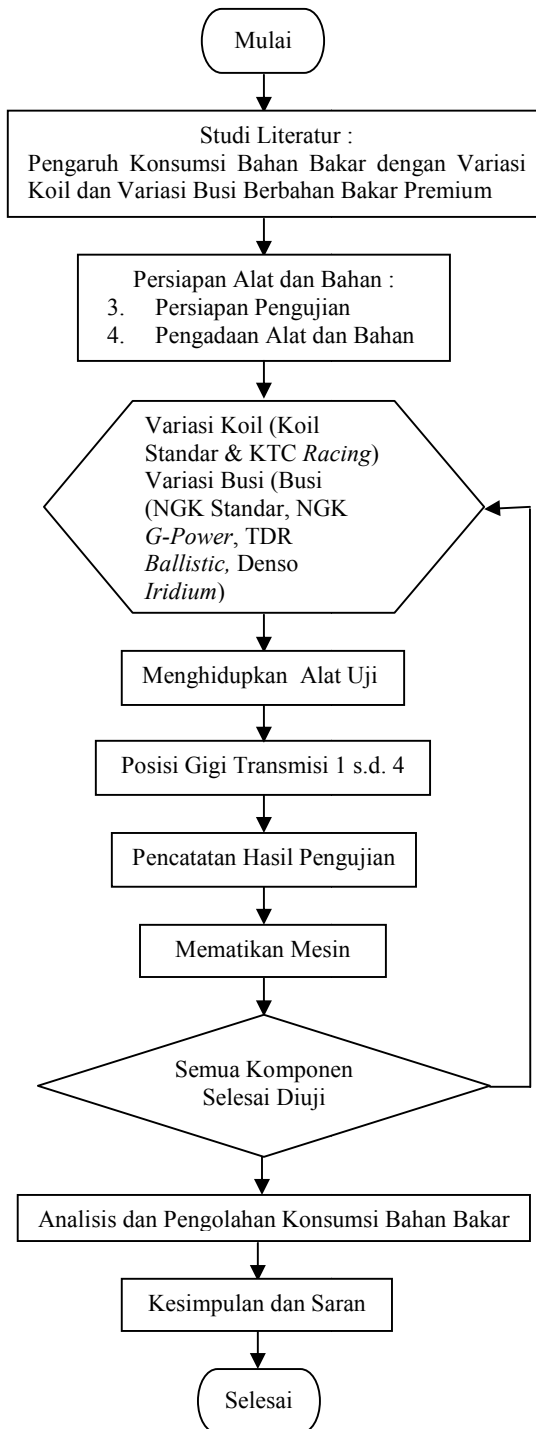 Mulai
Studi Literatur :
Pengaruh Konsumsi Bahan Bakar dengan Variasi
Koil dan Variasi Busi Berbahan Bakar Premium
Persiapan Alat dan Bahan :
3. Persiapan Pengujian
4. Pengadaan Alat dan Bahan
Variasi Koil (Koil
Standar & KTC Racing)
Variasi Busi (Busi
(NGK Standar, NGK
G-Power, TDR
Ballistic, Denso
Iridium)
Menghidupkan Alat Uji
Posisi Gigi Transmisi 1 s.d. 4
Pencatatan Hasil Pengujian
Mematikan Mesin
Semua Komponen
Selesai Diuji
Analisis dan Pengolahan Konsumsi Bahan Bakar
Kesimpulan dan Saran
Selesai